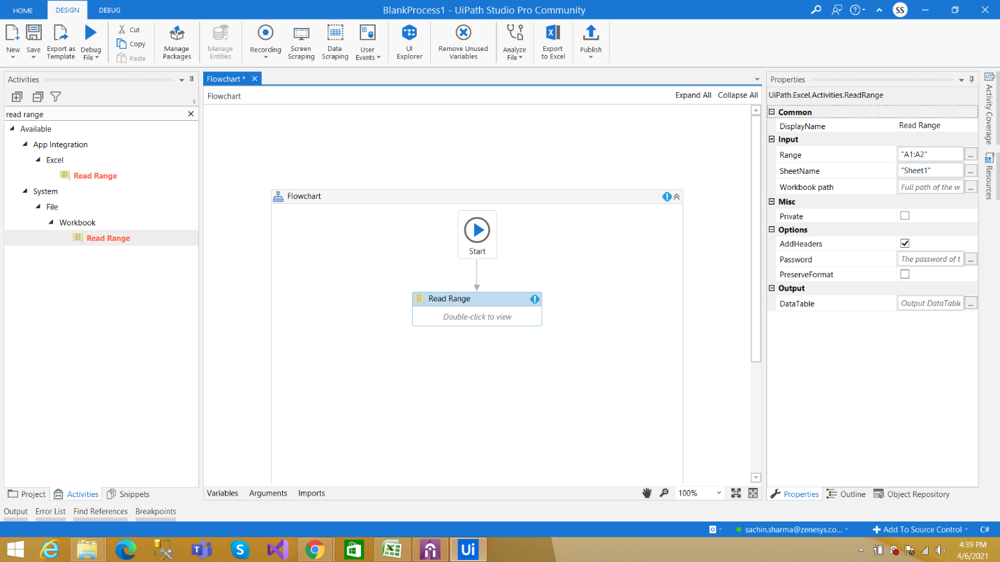 HOME DESIGN DEBUG BlankProcess1 - UiPath Studio Pro Community SS
New Save Export as Template Debug File Cut Copy Paste Manage Packages Manage Entities Recording Screen Scraping Data Scraping User Events UI Explorer Remove Unused Variables Analyze File Export to Excel Publish
Activities
read range
Available
App Integration
Excel
Read Range
System
File
Workbook
Read Range
Project Activities Snippets
Flowchart *
Flowchart Expand All Collapse All
Flowchart
Start
Read Range
Double-click to view
Variables Arguments Imports 100%
Properties
UiPath.Excel.Activities.ReadRange
Common
DisplayName Read Range
Input
Range "A1:A2" ...
SheetName "Sheet1" ...
Workbook path Full path of the w ...
Misc
Private
Options
AddHeaders
Password The password of t ...
PreserveFormat
Output
DataTable Output DataTable ...
Properties Outline Object Repository
Activity Coverage
Resources
Output Error List Find References Breakpoints
sachin.sharma@zenesys.co... Add To Source Control C#
Ui
4:39 PM
4/6/2021